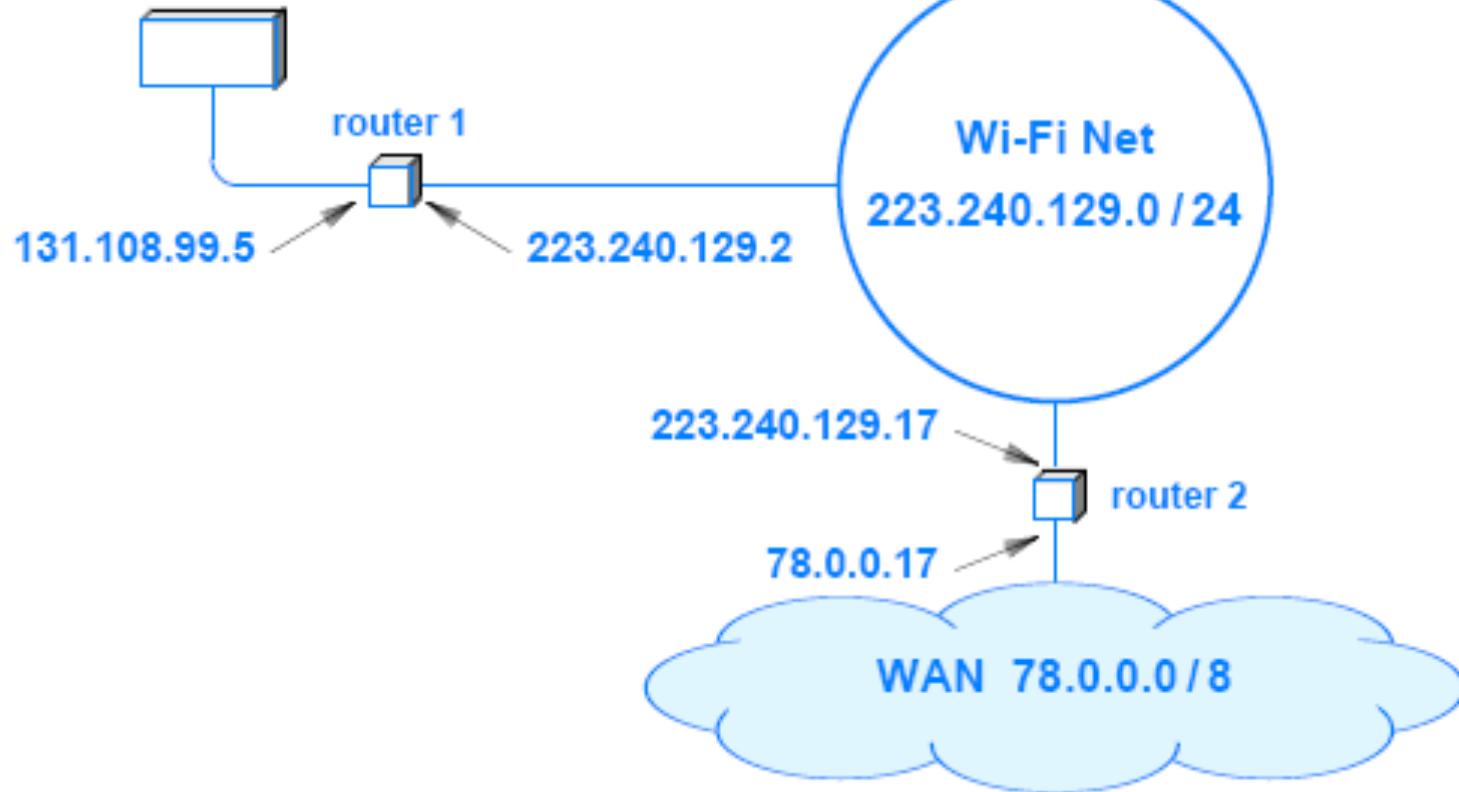 router 1
Wi-Fi Net
223.240.129.0 / 24
131.108.99.5
223.240.129.2
223.240.129.17
router 2
78.0.0.17
WAN 78.0.0.0 / 8